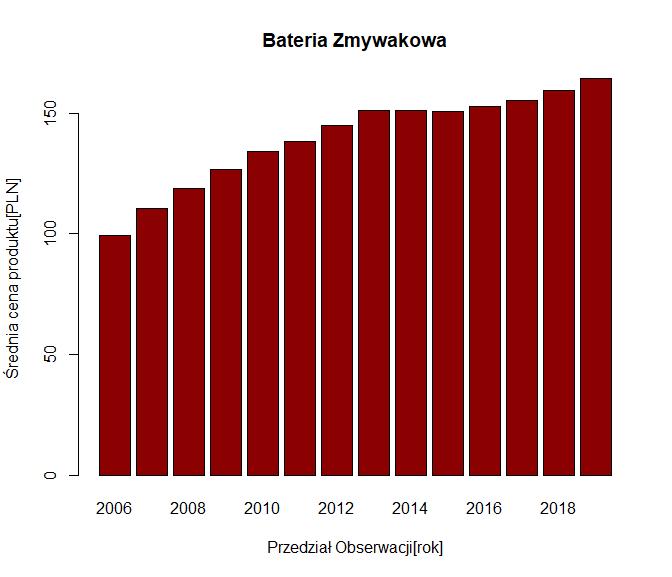 Bateria Zmywakowa
Średnia cena produktu[PLN]
150
100
50
0
2006 2008 2010 2012 2014 2016 2018
Przedział Obserwacji[rok]